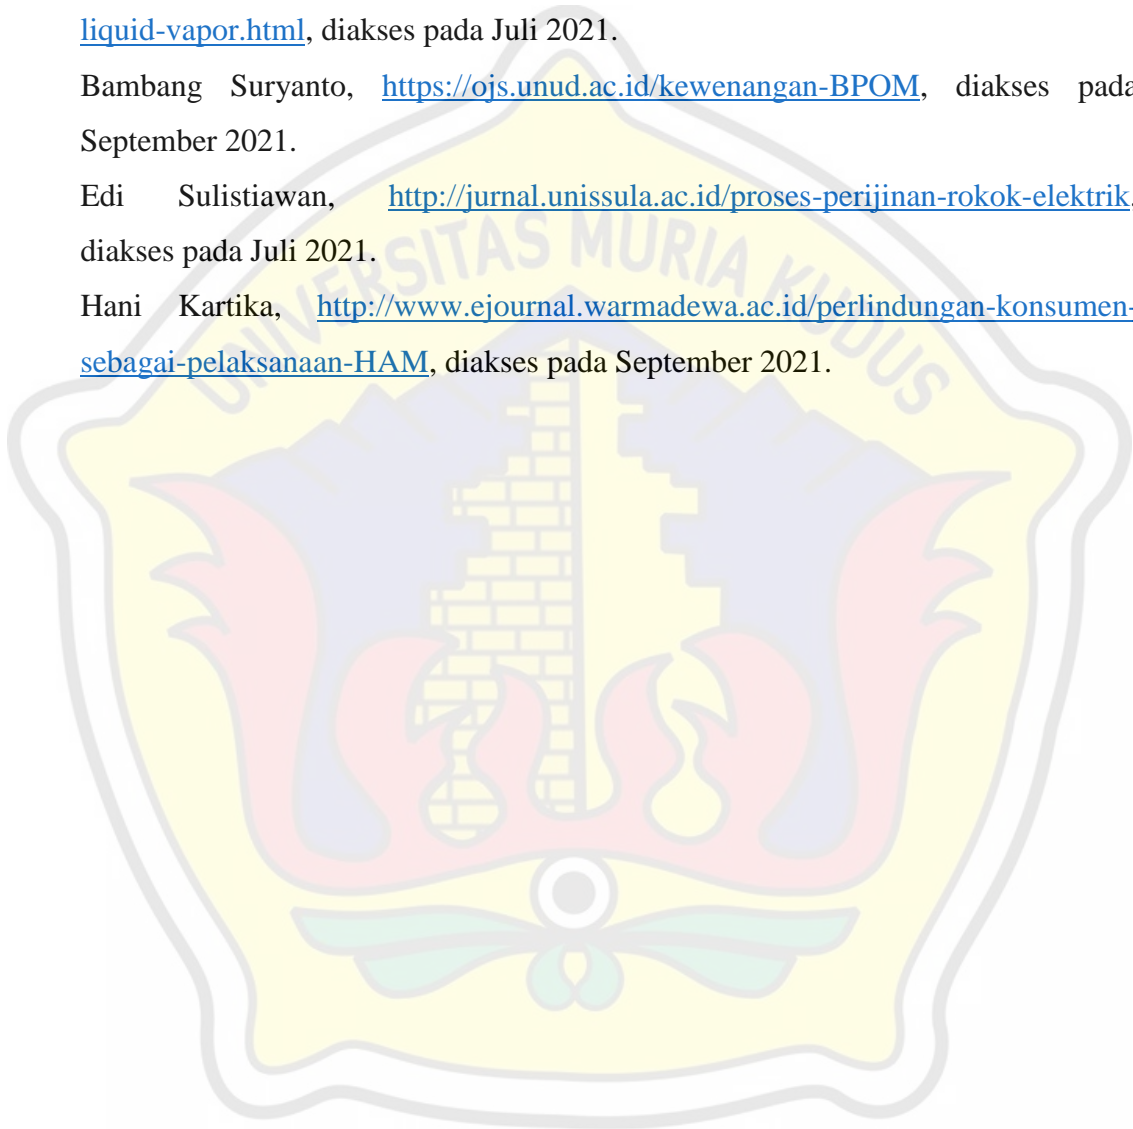 liquid-vapor.html, diakses pada Juli 2021.
Bambang Suryanto, https://ojs.unud.ac.id/kewenangan-BPOM, diakses pada
September 2021.
Edi Sulistiawan, http://jurnal.unissula.ac.id/proses-perijinan-rokok-elektrik,
diakses pada Juli 2021.
Hani Kartika, http://www.ejournal.warmadewa.ac.id/perlindungan-konsumen-
sebagai-pelaksanaan-HAM, diakses pada September 2021.
UNIVERSITAS MURIA KUDUS